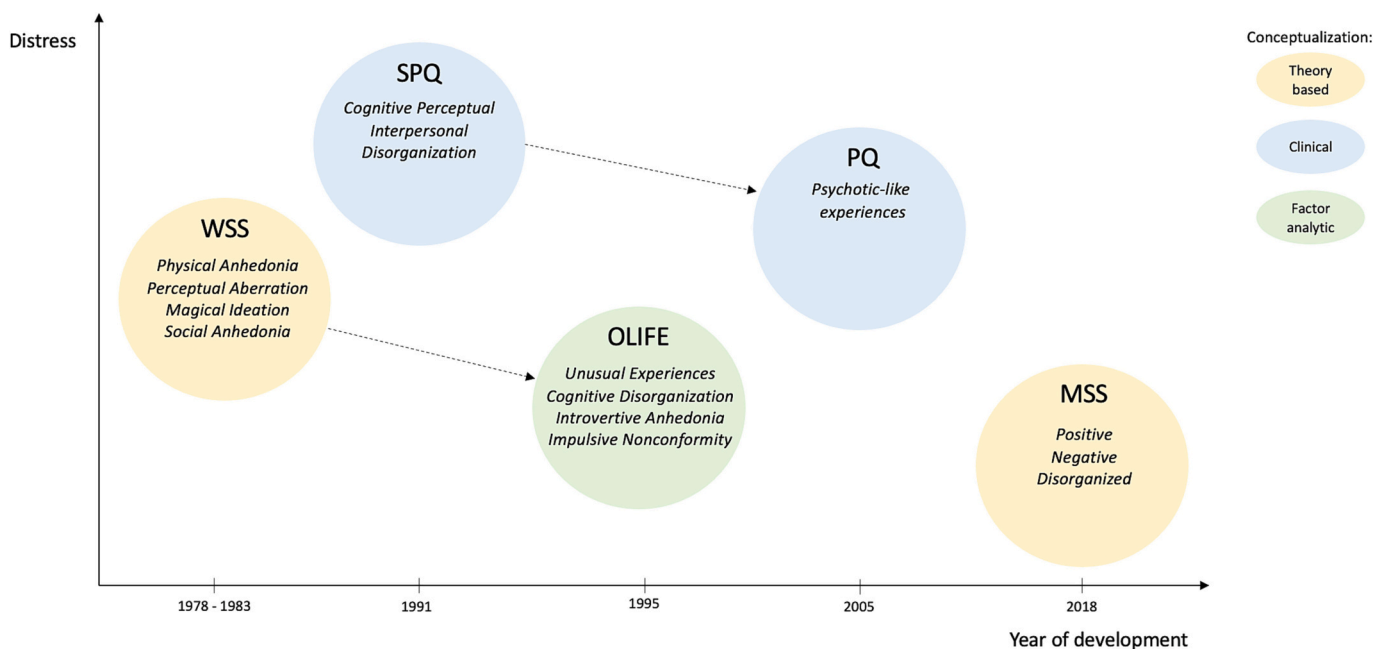 Distress
SPQ
Cognitive Perceptual
Interpersonal
Disorganization
PQ
Psychotic-like
experiences
WSS
Physical Anhedonia
Perceptual Aberration
Magical Ideation
Social Anhedonia
OLIFE
Unusual Experiences
Cognitive Disorganization
Introvertive Anhedonia
Impulsive Nonconformity
MSS
Positive
Negative
Disorganized
Conceptualization:
Theory
based
Clinical
Factor
analytic
1978 - 1983
1991
1995
2005
2018
Year of development